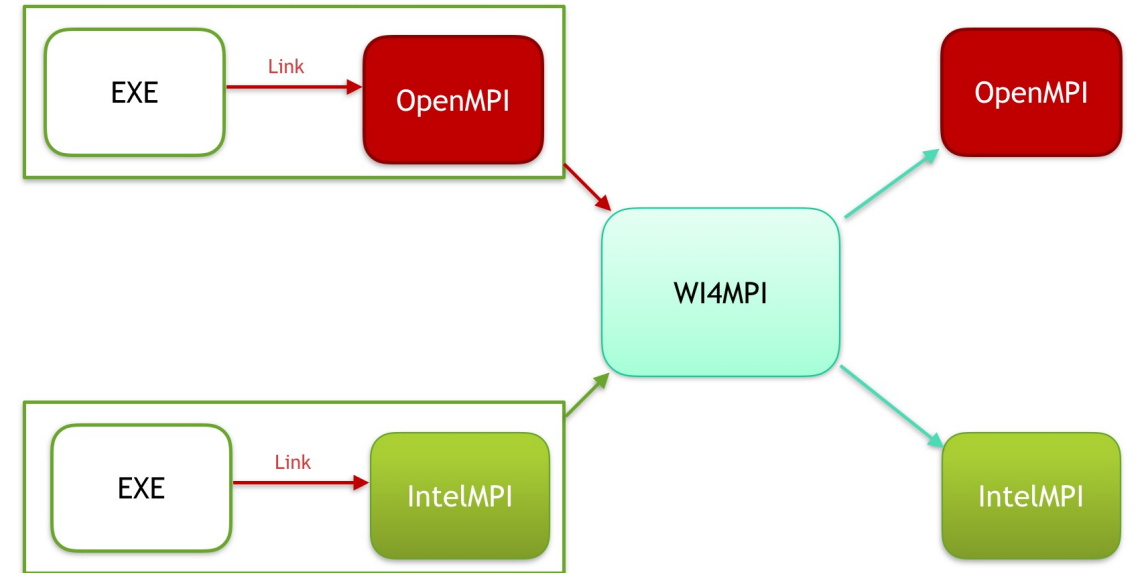 EXE
Link
OpenMPI
OpenMPI
WI4MPI
EXE
Link
IntelMPI
IntelMPI